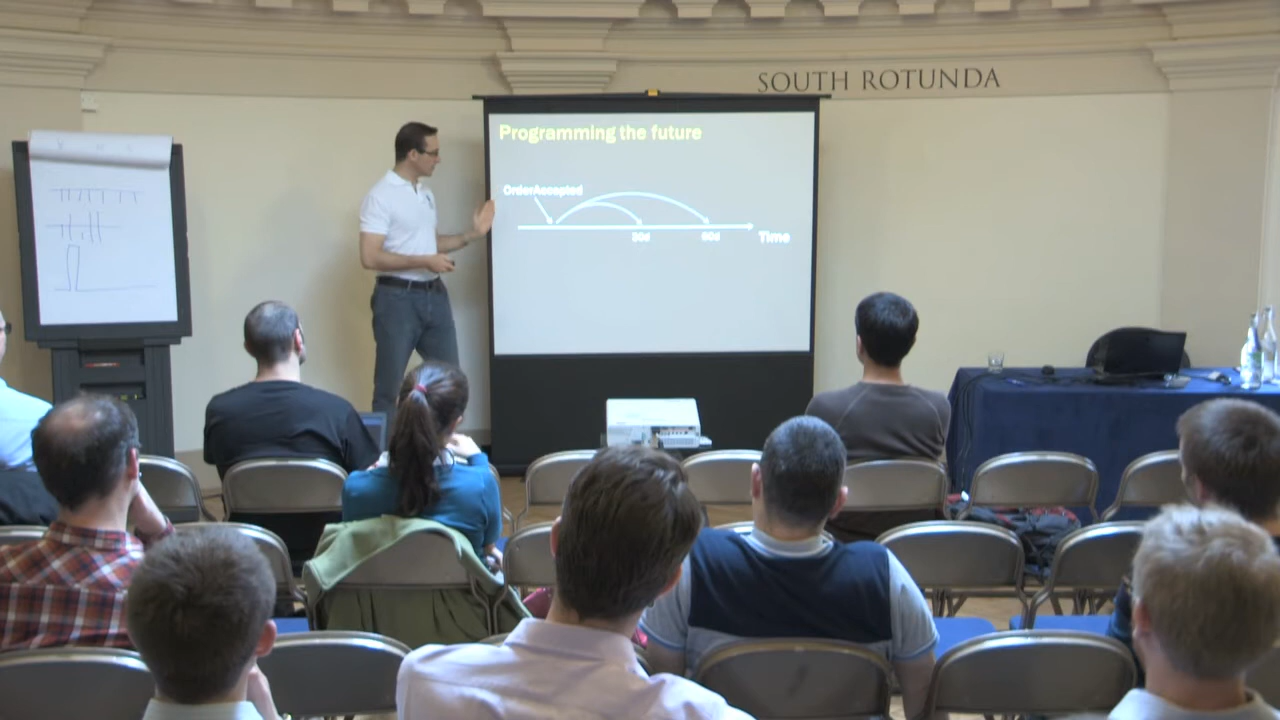 SOUTH ROTUNDA
Programming the future
OrderAccepted
30d
60d
Time